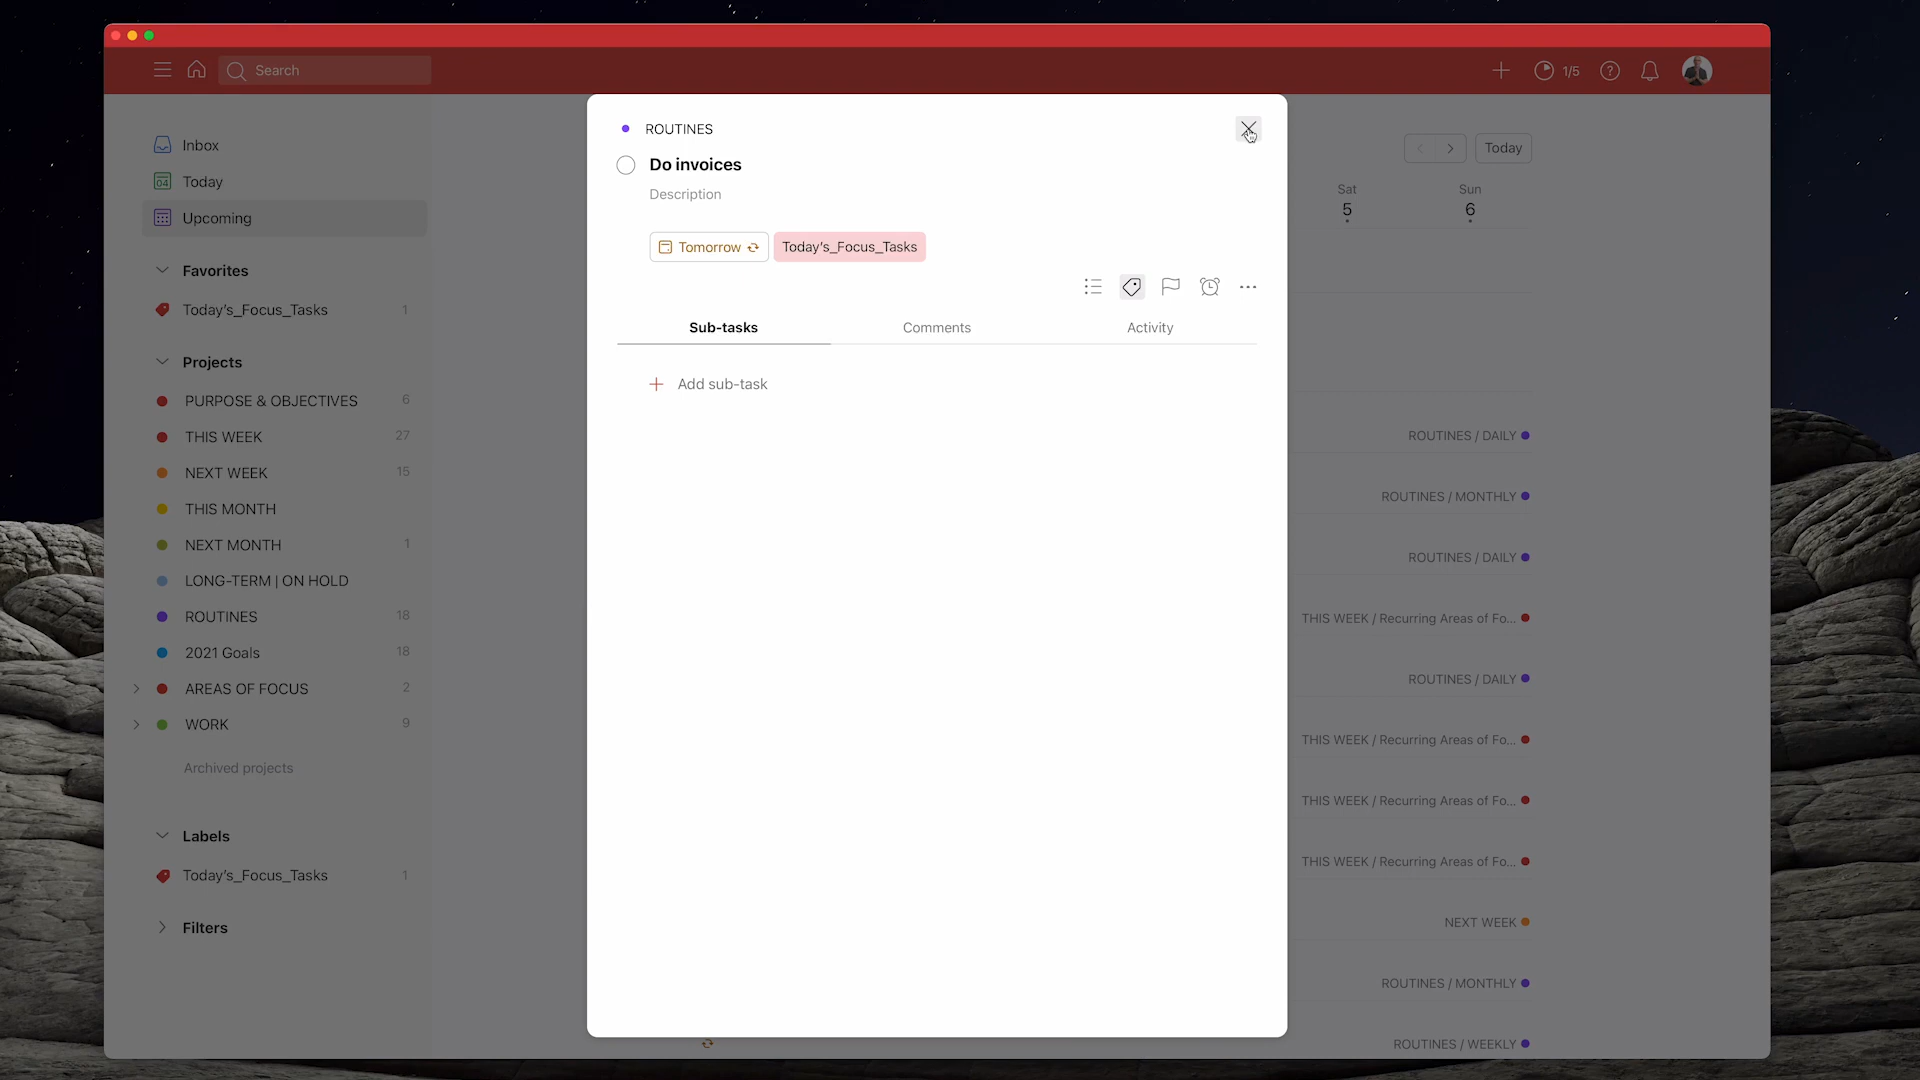 Search
1/5
Inbox
04
Today
Upcoming
Favorites
Today's_Focus_Tasks 1
Projects
PURPOSE & OBJECTIVES 6
THIS WEEK 27
NEXT WEEK 15
THIS MONTH
NEXT MONTH 1
LONG-TERM | ON HOLD
ROUTINES 18
2021 Goals 18
AREAS OF FOCUS 2
WORK 9
Archived projects
Labels
Today's_Focus_Tasks 1
Filters
ROUTINES
Do invoices
Description
Tomorrow Today's_Focus_Tasks
Sub-tasks Comments Activity
+ Add sub-task
Today
Sat Sun
5 6
ROUTINES / DAILY
ROUTINES / MONTHLY
ROUTINES / DAILY
THIS WEEK / Recurring Areas of Fo...
ROUTINES / DAILY
THIS WEEK / Recurring Areas of Fo...
THIS WEEK / Recurring Areas of Fo...
THIS WEEK / Recurring Areas of Fo...
NEXT WEEK
ROUTINES / MONTHLY
ROUTINES / WEEKLY